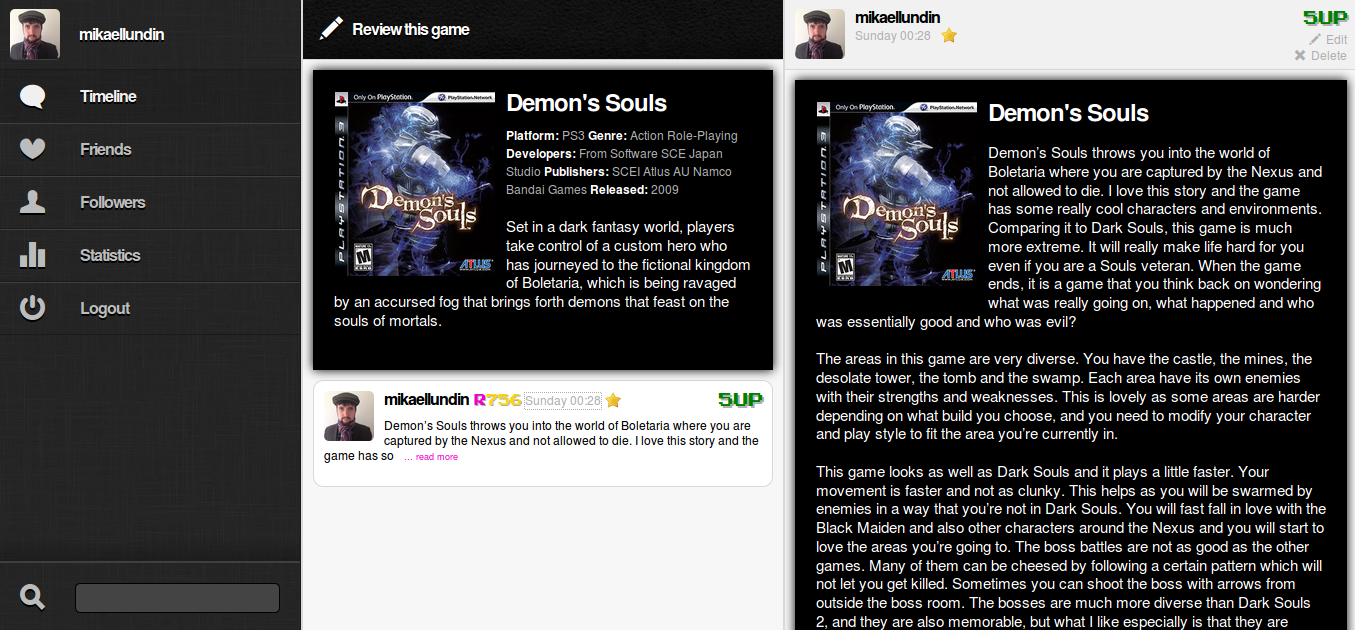 mikaellundin
Timeline
Friends
Followers
Statistics
Logout
Review this game
Only On PlayStation.
PlayStation Network
PLAYSTATION 3
Demon's
Souls
ATLUS
Demon's Souls
Platform: PS3 Genre: Action Role-Playing
Developers: From Software SCE Japan
Studio Publishers: SCEI Atlus AU Namco
Bandai Games Released: 2009
Set in a dark fantasy world, players
take control of a custom hero who
has journeyed to the fictional kingdom
of Boletaria, which is being ravaged
by an accursed fog that brings forth demons that feast on the
souls of mortals.
mikaellundin R756 Sunday 00:28 5UP
Demon’s Souls throws you into the world of Boletaria where you are
captured by the Nexus and not allowed to die. I love this story and the
game has so ... read more
mikaellundin
Sunday 00:28
5UP
Edit
Delete
Only On PlayStation.
PlayStation Network
PLAYSTATION 3
Demon's
Souls
ATLUS
Demon's Souls
Demon’s Souls throws you into the world of
Boletaria where you are captured by the Nexus and
not allowed to die. I love this story and the game
has some really cool characters and environments.
Comparing it to Dark Souls, this game is much
more extreme. It will really make life hard for you
even if you are a Souls veteran. When the game
ends, it is a game that you think back on wondering
what was really going on, what happened and who
was essentially good and who was evil?
The areas in this game are very diverse. You have the castle, the mines, the
desolate tower, the tomb and the swamp. Each area have its own enemies
with their strengths and weaknesses. This is lovely as some areas are harder
depending on what build you choose, and you need to modify your character
and play style to fit the area you’re currently in.
This game looks as well as Dark Souls and it plays a little faster. Your
movement is faster and not as clunky. This helps as you will be swarmed by
enemies in a way that you’re not in Dark Souls. You will fast fall in love with the
Black Maiden and also other characters around the Nexus and you will start to
love the areas you’re going to. The boss battles are not as good as the other
games. Many of them can be cheesed by following a certain pattern which will
not let you get killed. Sometimes you can shoot the boss with arrows from
outside the boss room. The bosses are much more diverse than Dark Souls
2, and they are also memorable, but what I like especially is that they are